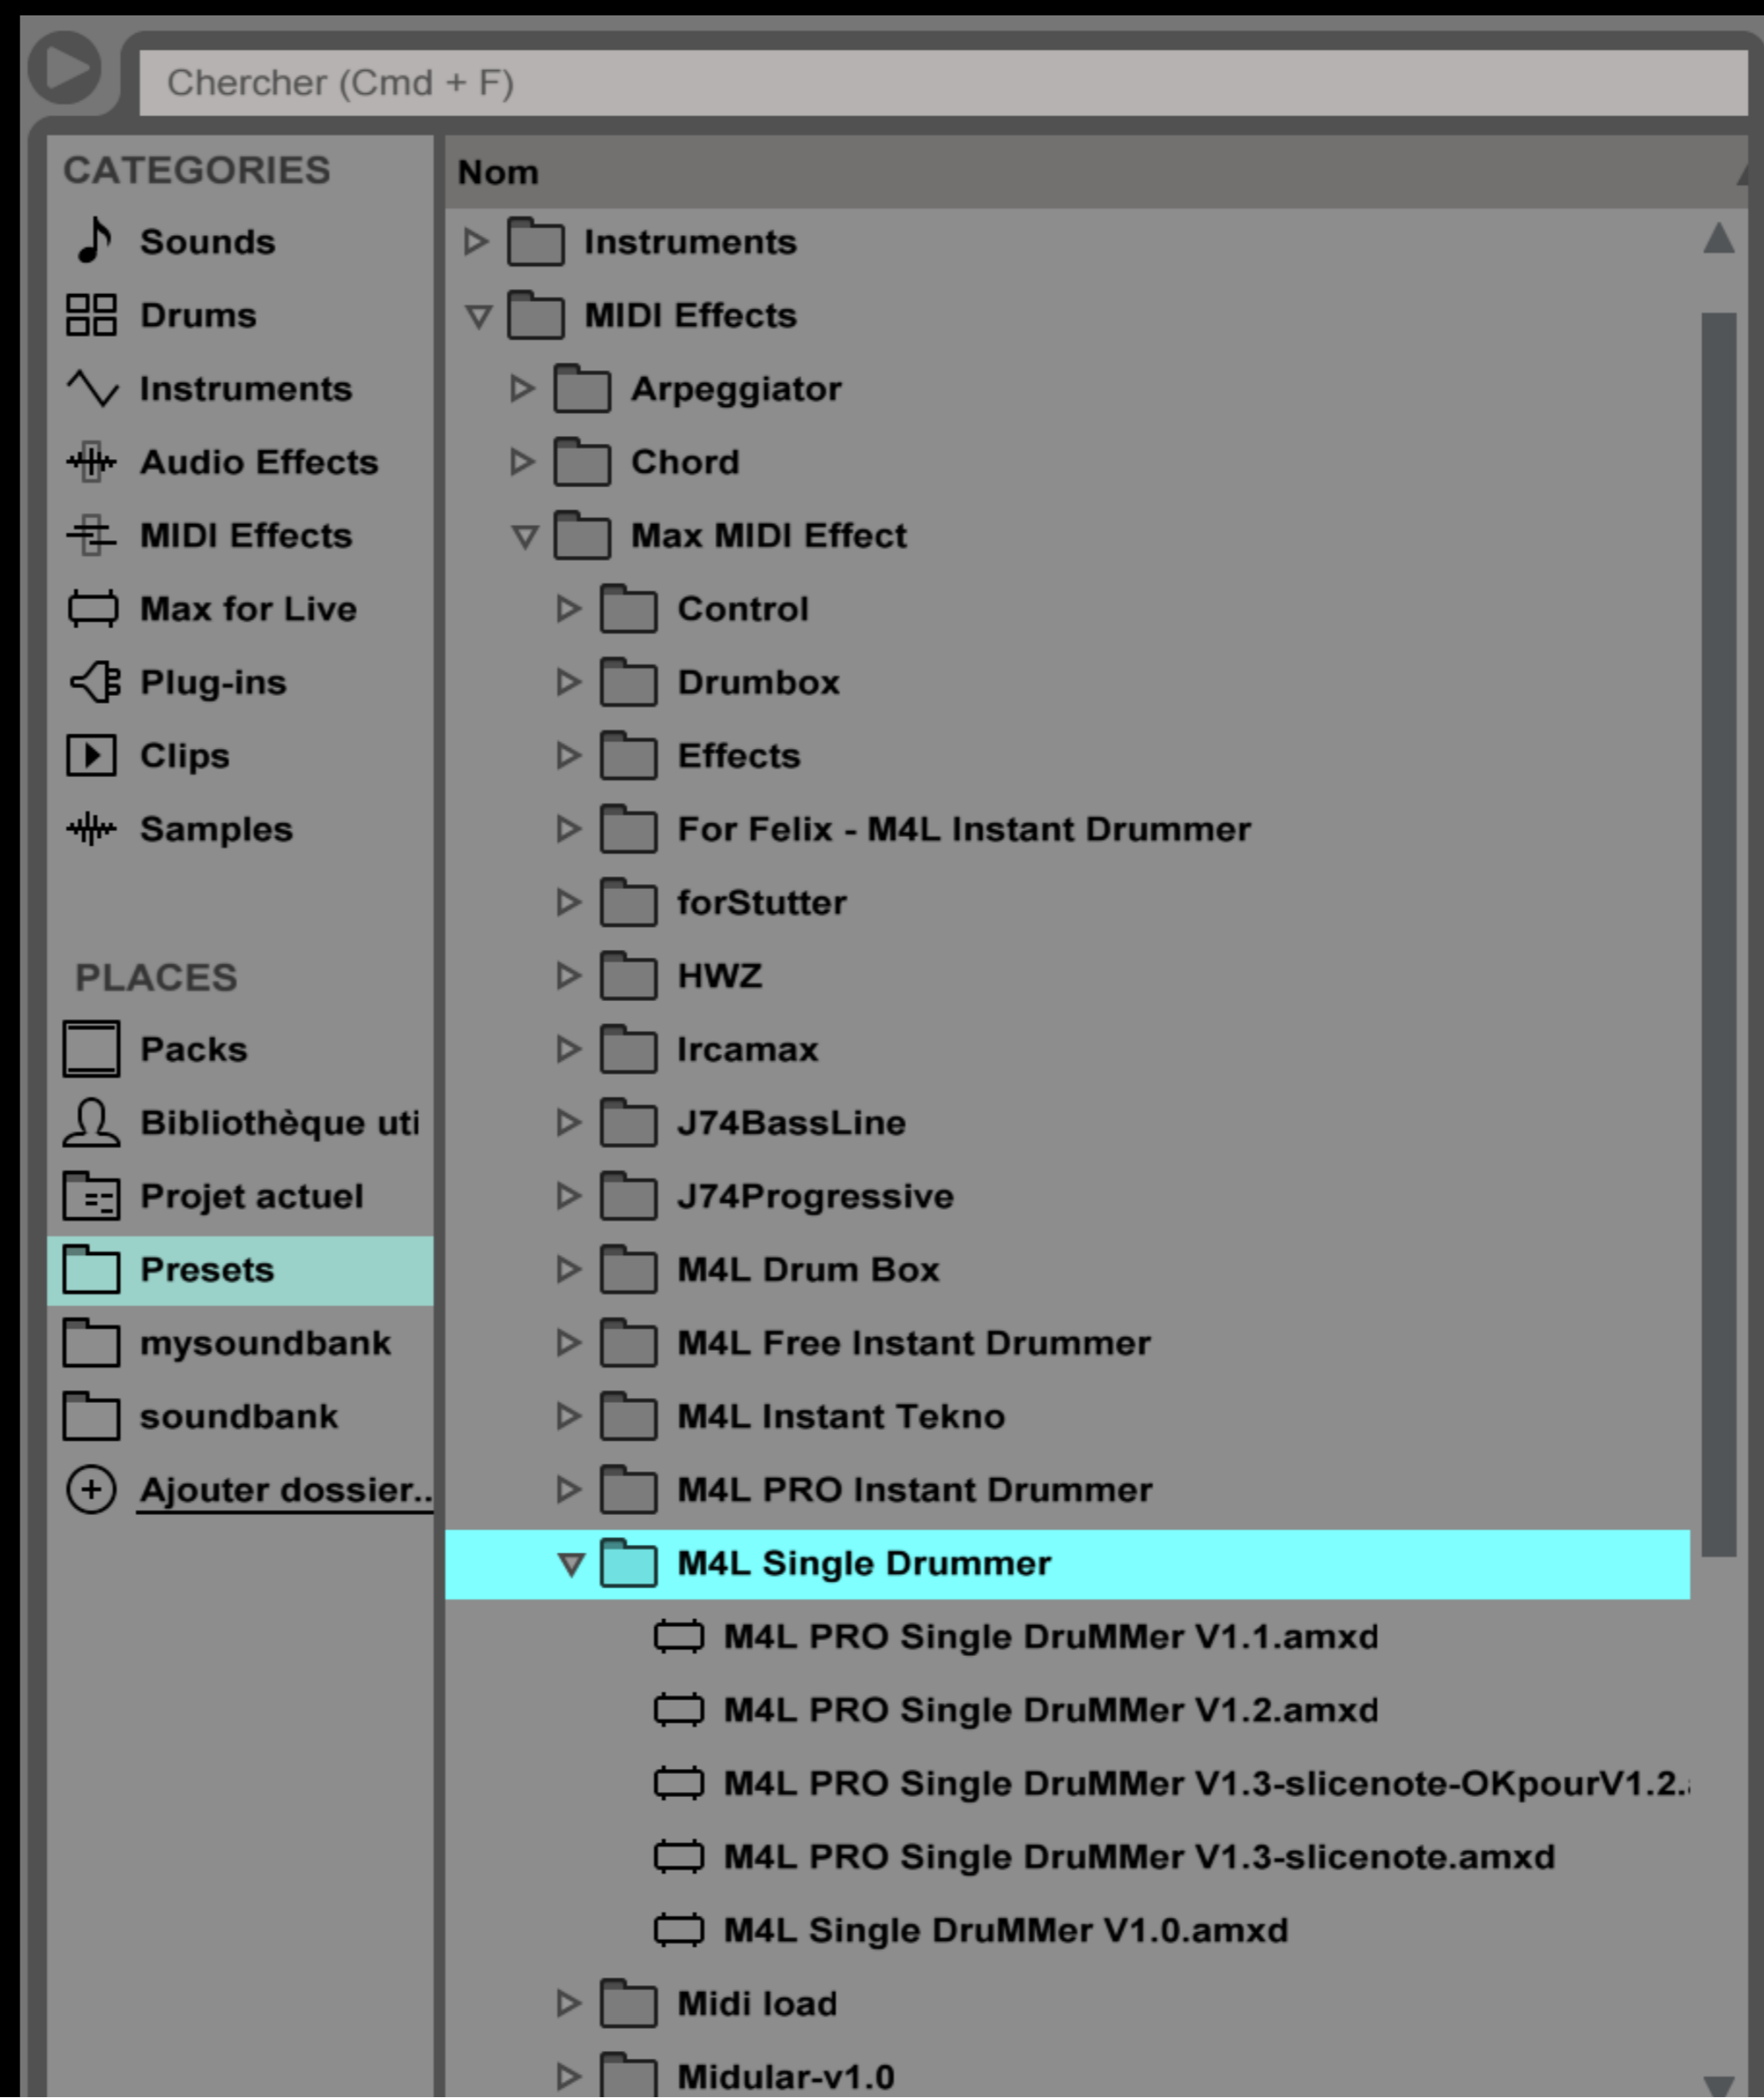 Chercher (Cmd + F)
CATEGORIES
Sounds
Drums
Instruments
Audio Effects
MIDI Effects
Max for Live
Plug-ins
Clips
Samples
PLACES
Packs
Bibliothèque uti
Projet actuel
Presets
mysoundbank
soundbank
Ajouter dossier..
Nom
Instruments
MIDI Effects
Arpeggiator
Chord
Max MIDI Effect
Control
Drumbox
Effects
For Felix - M4L Instant Drummer
forStutter
HWZ
Ircamax
J74BassLine
J74Progressive
M4L Drum Box
M4L Free Instant Drummer
M4L Instant Tekno
M4L PRO Instant Drummer
M4L Single Drummer
M4L PRO Single DruMMer V1.1.amxd
M4L PRO Single DruMMer V1.2.amxd
M4L PRO Single DruMMer V1.3-slicenote-OKpourV1.2.
M4L PRO Single DruMMer V1.3-slicenote.amxd
M4L Single DruMMer V1.0.amxd
Midi load
Midular-v1.0